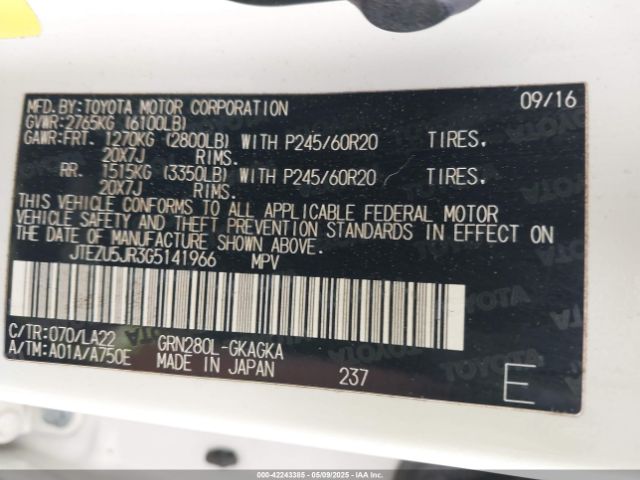 MFD.BY:TOYOTA MOTOR CORPORATION 09/16
GVWR:2765KG (6100LB)
GAWR:FRT. 1270KG (2800LB) WITH P245/60R20 TIRES.
20X7J RIMS.
RR. 1515KG (3350LB) WITH P245/60R20 TIRES.
20X7J RIMS.
THIS VEHICLE CONFORMS TO ALL APPLICABLE FEDERAL MOTOR
VEHICLE SAFETY AND THEFT PREVENTION STANDARDS IN EFFECT ON
THE DATE OF MANUFACTURE SHOWN ABOVE.
JTEZU5JR3G5141966 MPV
C/TR:070/LA22 GRN280L-GKAGKA
A/TM:A01A/A750E MADE IN JAPAN 237 E
000-42243385 - 05/09/2025 - IAAI.com